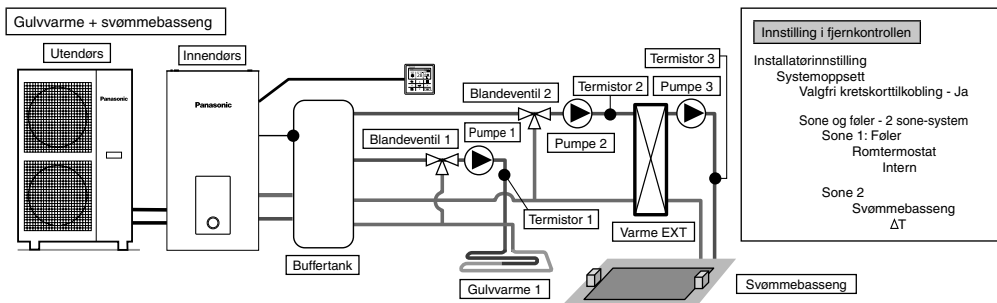 Gulvvarme + svømmebasseng
Utendørs
Innendørs
Panasonic
Panasonic
Buffertank
Blandeventil 1
Pumpe 1
Termistor 1
Gulvvarme 1
Blandeventil 2
Pumpe 2
Termistor 2
Varme EXT
Pumpe 3
Termistor 3
Svømmebasseng
Innstilling i fjernkontrollen
Installatørinnstilling
Systemoppsett
Valgfri kretskorttilkobling - Ja
Sone og føler - 2 sone-system
Sone 1: Føler
Romtermostat
Intern
Sone 2
Svømmebasseng
ΔT